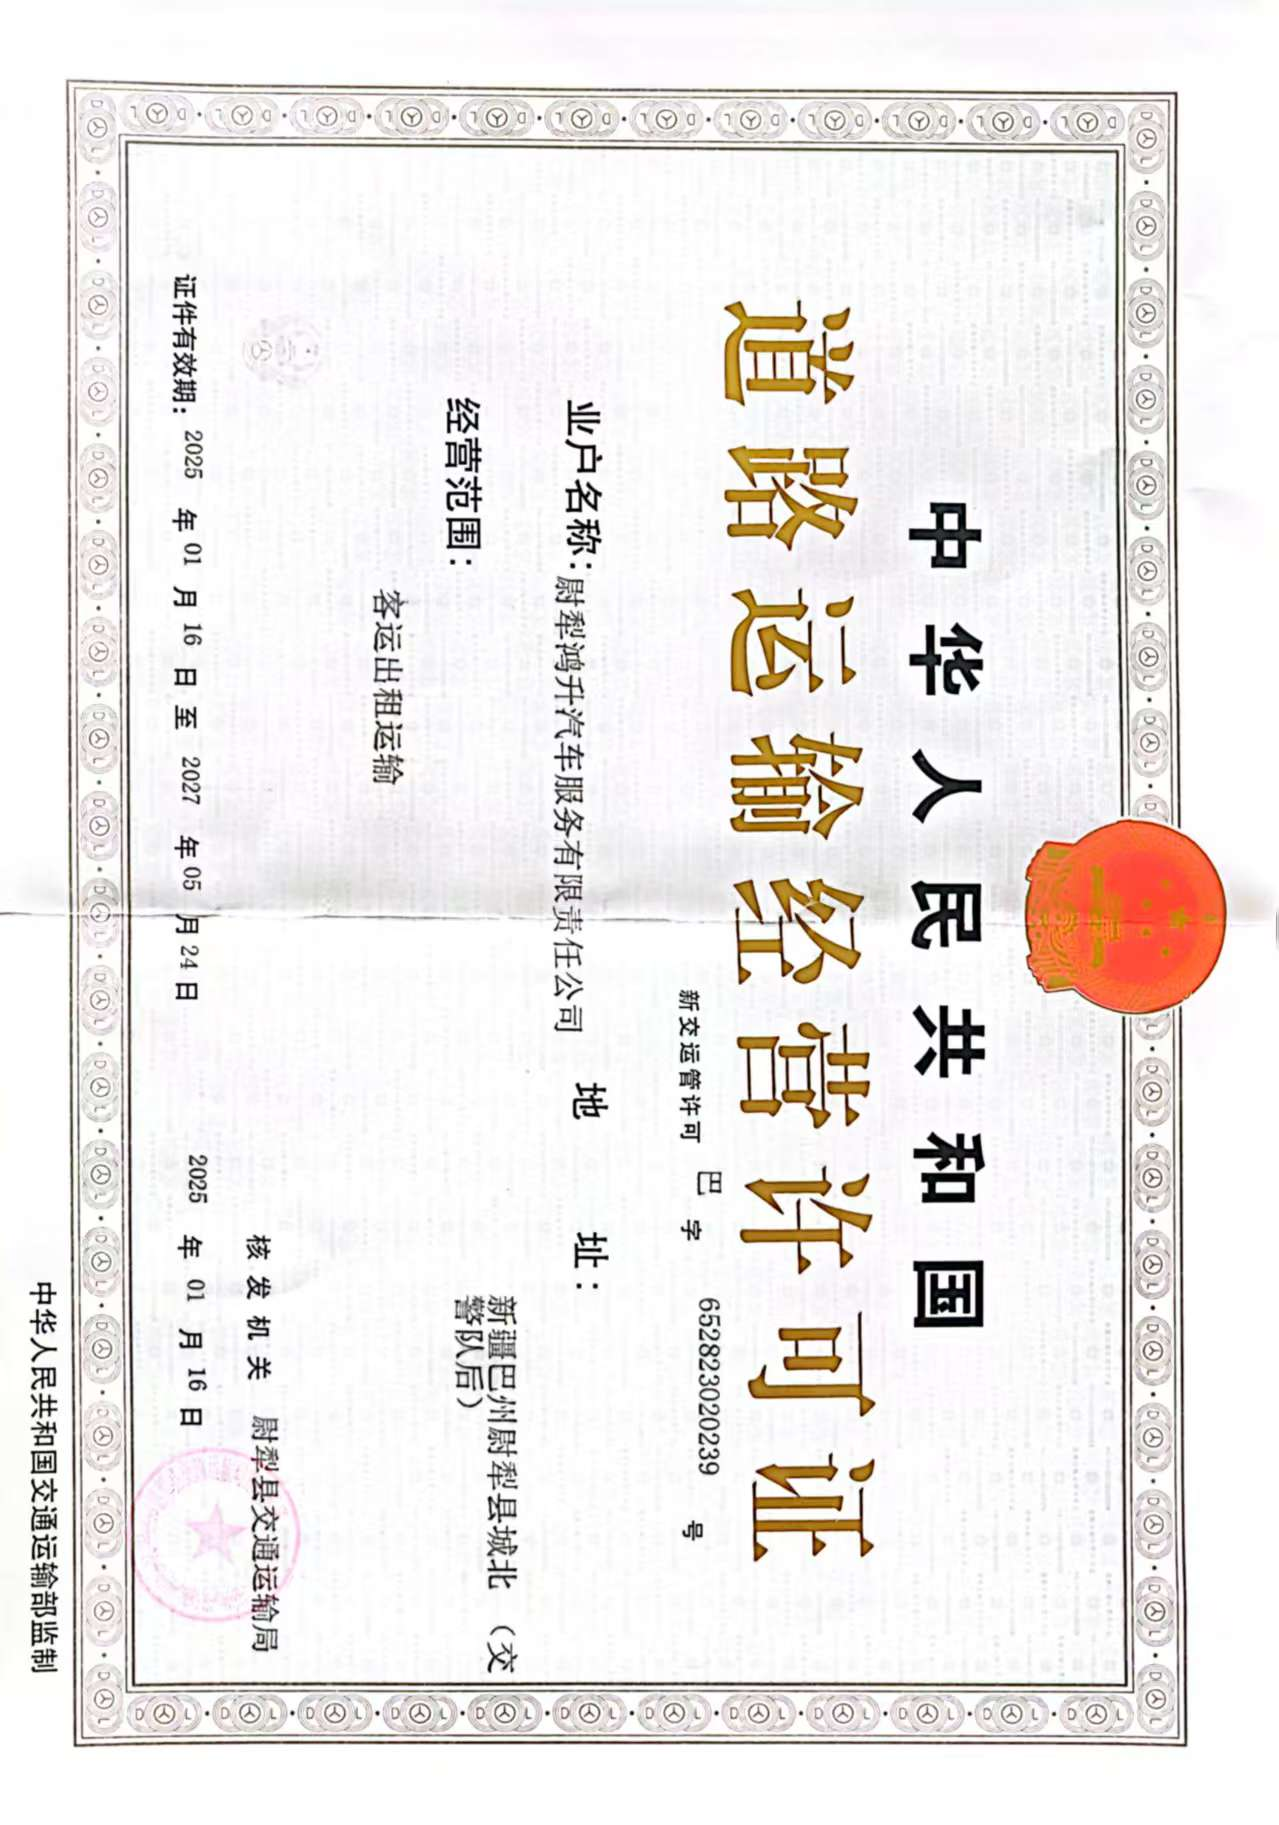 中华人民共和国
道路运输经营许可证
新交运管许可 巴 字 652823020239 号
业户名称：尉犁鸿升汽车服务有限责任公司 地 址：
新疆巴州尉犁县城北（交
警队后）
经营范围：
客运出租运输
核发机关 尉犁县交通运输局
证件有效期：2025 年 01 月 16 日 至 2027 年 05 月 24 日 2025 年 01 月 16 日
中华人民共和国交通运输部监制